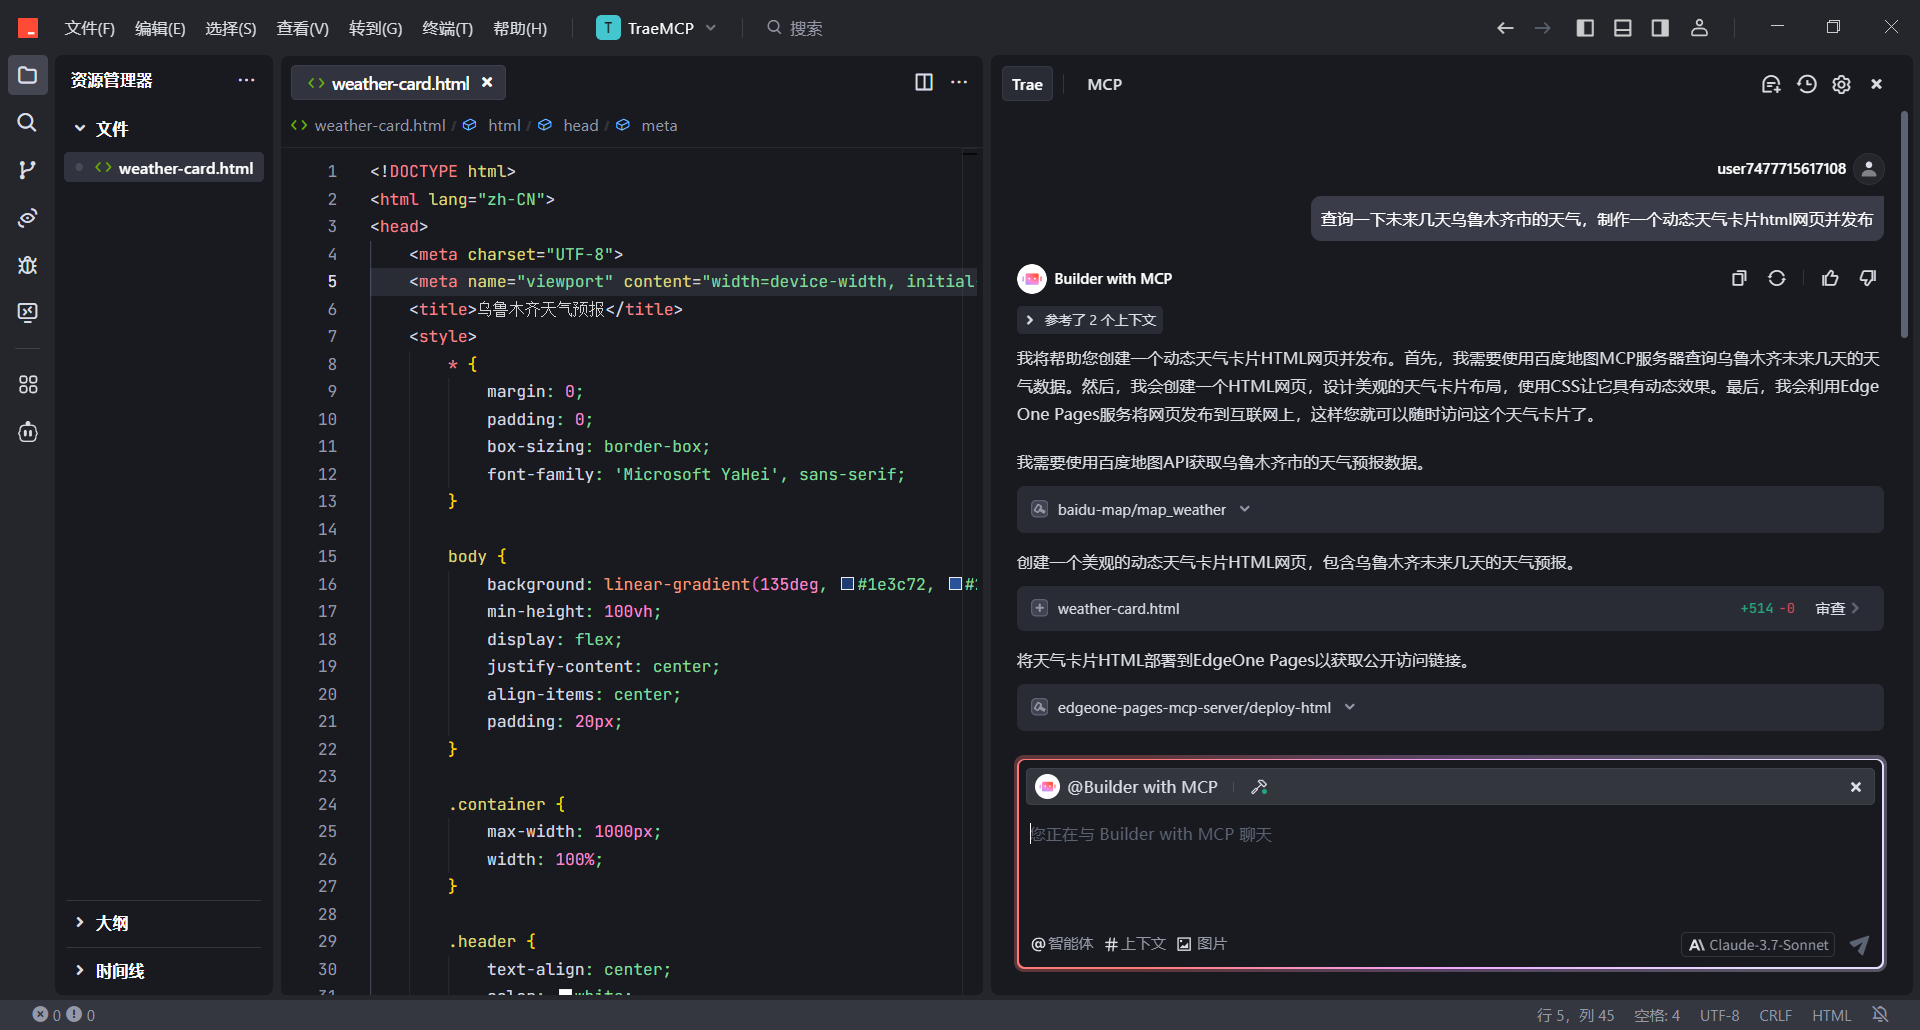 文件(F) 编辑(E) 选择(S) 查看(V) 转到(G) 终端(T) 帮助(H) T TraeMCP 搜索
资源管理器
文件
weather-card.html
大纲
时间线
weather-card.html
weather-card.html / html / head / meta
1 <!DOCTYPE html>
2 <html lang="zh-CN">
3 <head>
4 <meta charset="UTF-8">
5 <meta name="viewport" content="width=device-width, initial
6 <title>乌鲁木齐天气预报</title>
7 <style>
8 * {
9 margin: 0;
10 padding: 0;
11 box-sizing: border-box;
12 font-family: 'Microsoft YaHei', sans-serif;
13 }
14
15 body {
16 background: linear-gradient(135deg, #1e3c72, #
17 min-height: 100vh;
18 display: flex;
19 justify-content: center;
20 align-items: center;
21 padding: 20px;
22 }
23
24 .container {
25 max-width: 1000px;
26 width: 100%;
27 }
28
29 .header {
30 text-align: center;
31 color: white;
Trae MCP
user7477715617108
查询一下未来几天乌鲁木齐市的天气，制作一个动态天气卡片html网页并发布
Builder with MCP
参考了 2 个上下文
我将帮助您创建一个动态天气卡片HTML网页并发布。首先，我需要使用百度地图MCP服务器查询乌鲁木齐未来几天的天
气数据。然后，我会创建一个HTML网页，设计美观的天气卡片布局，使用CSS让它具有动态效果。最后，我会利用Edge
One Pages服务将网页发布到互联网上，这样您就可以随时访问这个天气卡片了。
我需要使用百度地图API获取乌鲁木齐市的天气预报数据。
baidu-map/map_weather
创建一个美观的动态天气卡片HTML网页，包含乌鲁木齐未来几天的天气预报。
weather-card.html +514 -0 审查
将天气卡片HTML部署到EdgeOne Pages以获取公开访问链接。
edgeone-pages-mcp-server/deploy-html
@Builder with MCP
您正在与 Builder with MCP 聊天
@智能体 #上下文 图片 Claude-3.7-Sonnet
0 0 行 5，列 45 空格: 4 UTF-8 CRLF HTML